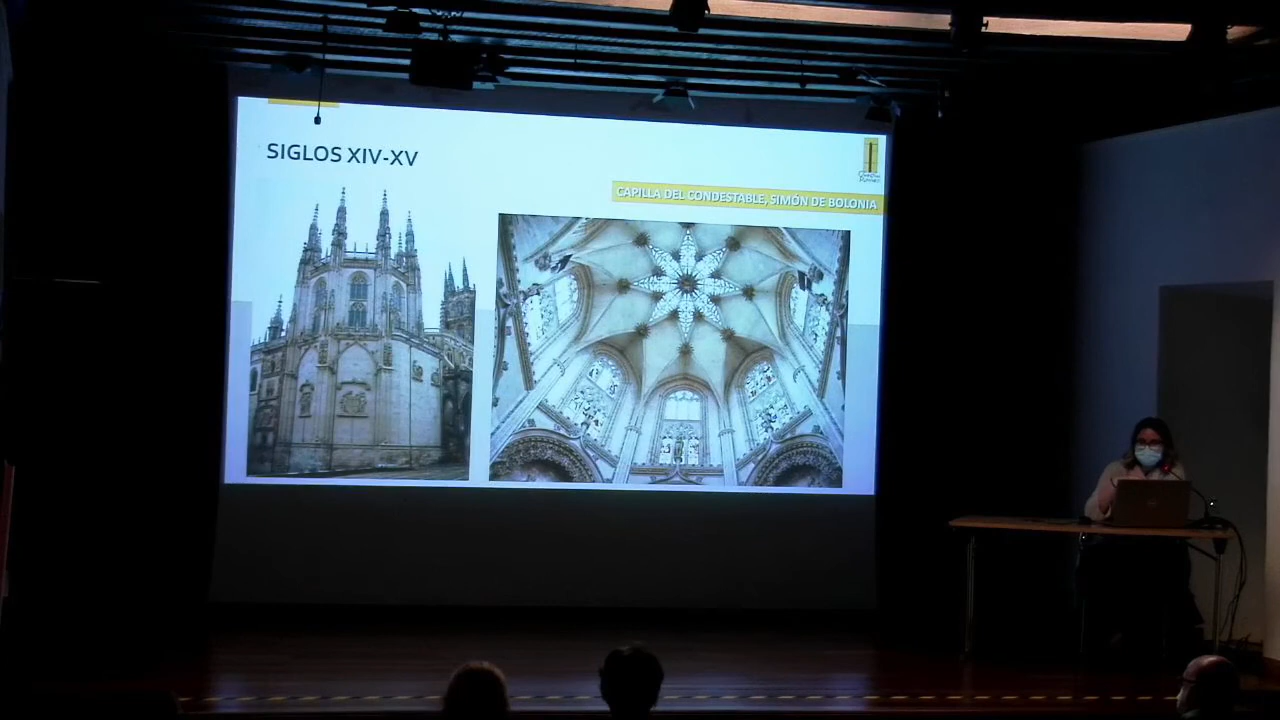 SIGLOS XIV-XV
CAPILLA DEL CONDESTABLE, SIMÓN DE BOLONIA